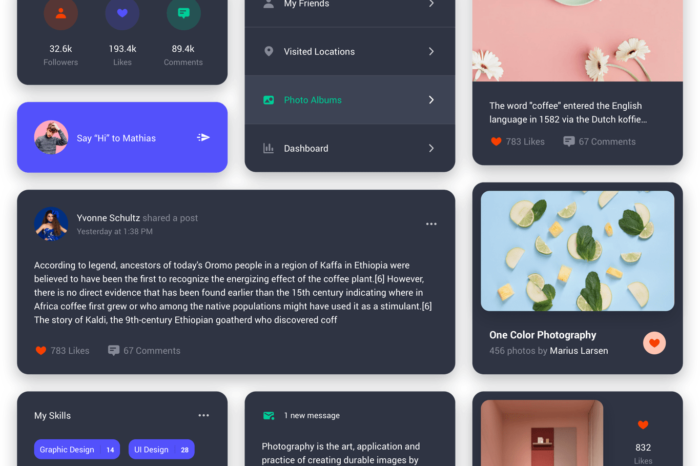 32.6k
Followers
193.4k
Likes
89.4k
Comments
My Friends
Visited Locations
Photo Albums
Dashboard
The word "coffee" entered the English
language in 1582 via the Dutch koffie...
783 Likes
67 Comments
Say “Hi” to Mathias
Yvonne Schultz shared a post
Yesterday at 1:38 PM
According to legend, ancestors of today's Oromo people in a region of Kaffa in Ethiopia were
believed to have been the first to recognize the energizing effect of the coffee plant.[6] However,
there is no direct evidence that has been found earlier than the 15th century indicating where in
Africa coffee first grew or who among the native populations might have used it as a stimulant.[6]
The story of Kaldi, the 9th-century Ethiopian goatherd who discovered coff
783 Likes
67 Comments
One Color Photography
456 photos by Marius Larsen
My Skills
Graphic Design 14
UI Design 28
1 new message
Photography is the art, application and
practice of creating durable images by
832
Likes